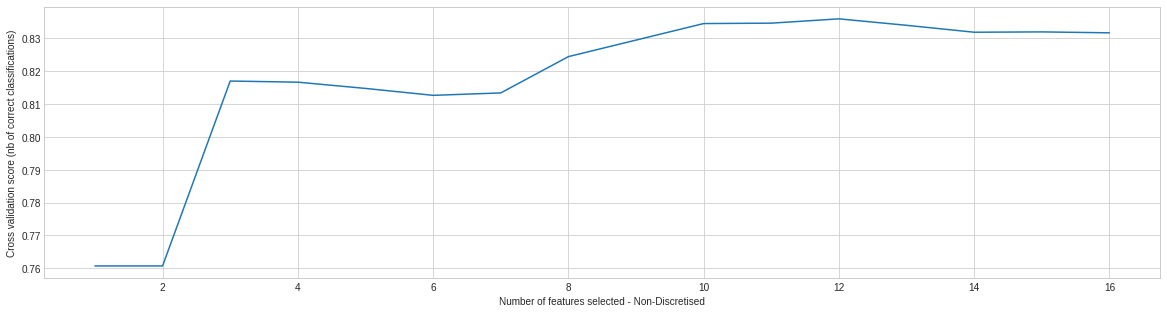 Cross validation score (nb of correct classifications)
0.83
0.82
0.81
0.80
0.79
0.78
0.77
0.76
2 4 6 8 10 12 14 16
Number of features selected - Non-Discretised